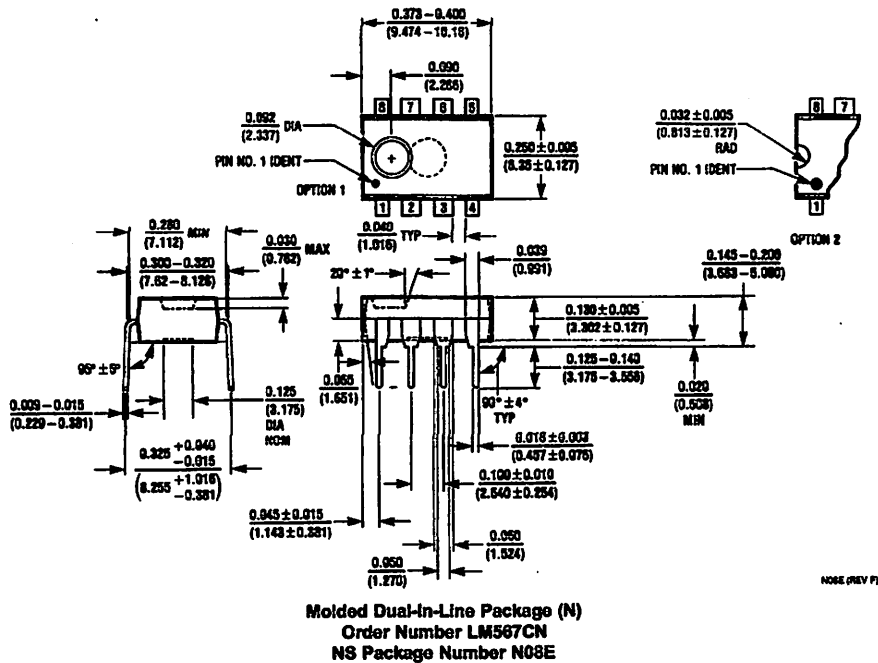 0.373 – 0.400
(9.474 – 10.16)
0.090
(2.286)
8 7 6 5
0.092
(2.337) DIA
PIN NO. 1 IDENT
OPTION 1
0.250 ± 0.005
(6.35 ± 0.127)
1 2 3 4
0.032 ± 0.005
(0.813 ± 0.127)
RAD
PIN NO. 1 IDENT
8 7
1
OPTION 2
0.280 MIN
(7.112)
0.300 – 0.320
(7.62 – 8.128)
0.030 MAX
(0.762)
0.040 TYP
(1.016)
0.039
(0.991)
20° ± 1°
0.145 – 0.200
(3.683 – 5.080)
0.130 ± 0.005
(3.302 ± 0.127)
0.125 – 0.140
(3.175 – 3.556)
0.020
(0.508)
MIN
95° ± 5°
0.065
(1.651)
90° ± 4°
TYP
0.009 – 0.015
(0.229 – 0.381)
0.125
(3.175)
DIA
NOM
0.325 +0.040
−0.015
(8.255 +1.016
−0.381)
0.018 ± 0.003
(0.457 ± 0.076)
0.100 ± 0.010
(2.540 ± 0.254)
0.045 ± 0.015
(1.143 ± 0.381)
0.060
(1.524)
0.050
(1.270)
N08E (REV F)
Molded Dual-In-Line Package (N)
Order Number LM567CN
NS Package Number N08E